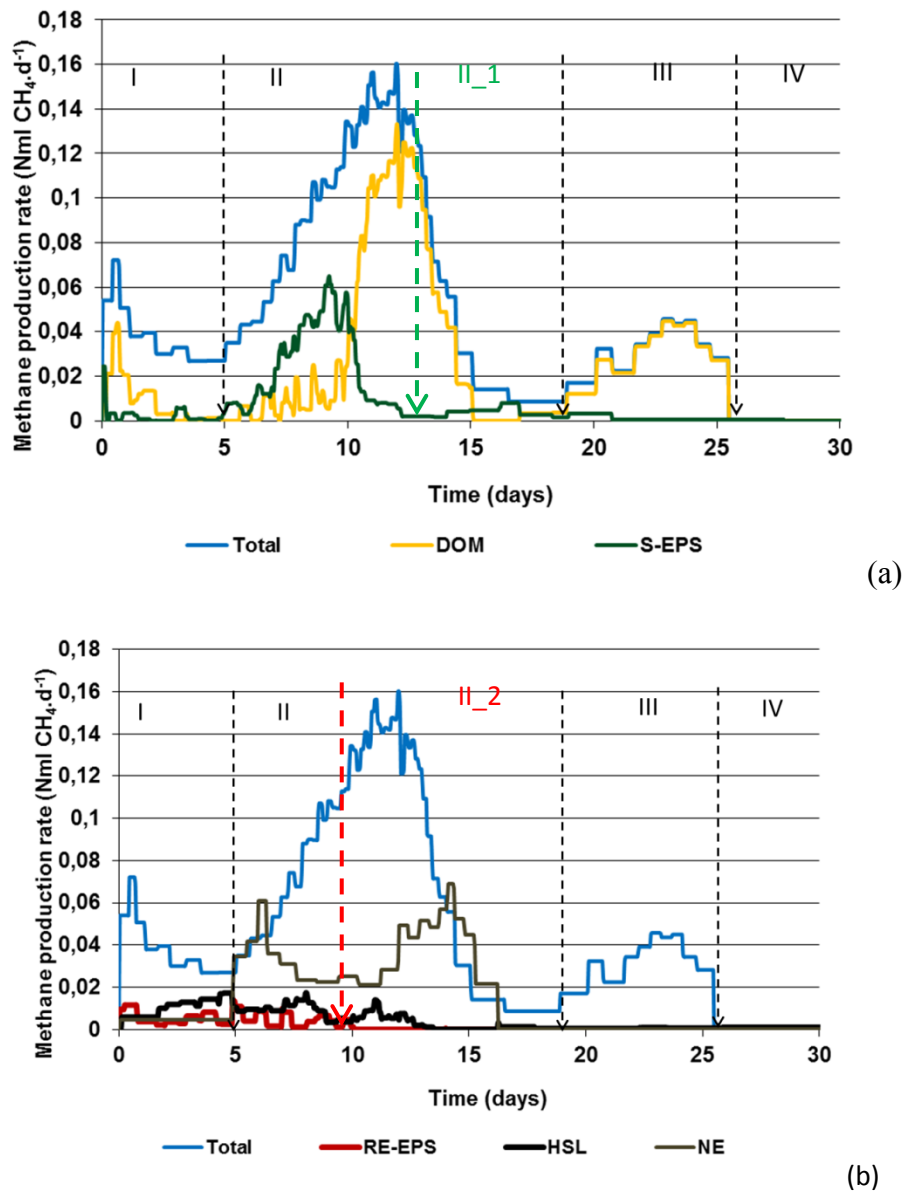 0,18
0,16
0,14
0,12
0,1
0,08
0,06
0,04
0,02
0
Methane production rate (Nml CH₄.d⁻¹)
I
II
II_1
III
IV
0 5 10 15 20 25 30
Time (days)
Total DOM S-EPS
(a)
0,18
0,16
0,14
0,12
0,1
0,08
0,06
0,04
0,02
0
Methane production rate (Nml CH₄.d⁻¹)
I
II
II_2
III
IV
0 5 10 15 20 25 30
Time (days)
Total RE-EPS HSL NE
(b)